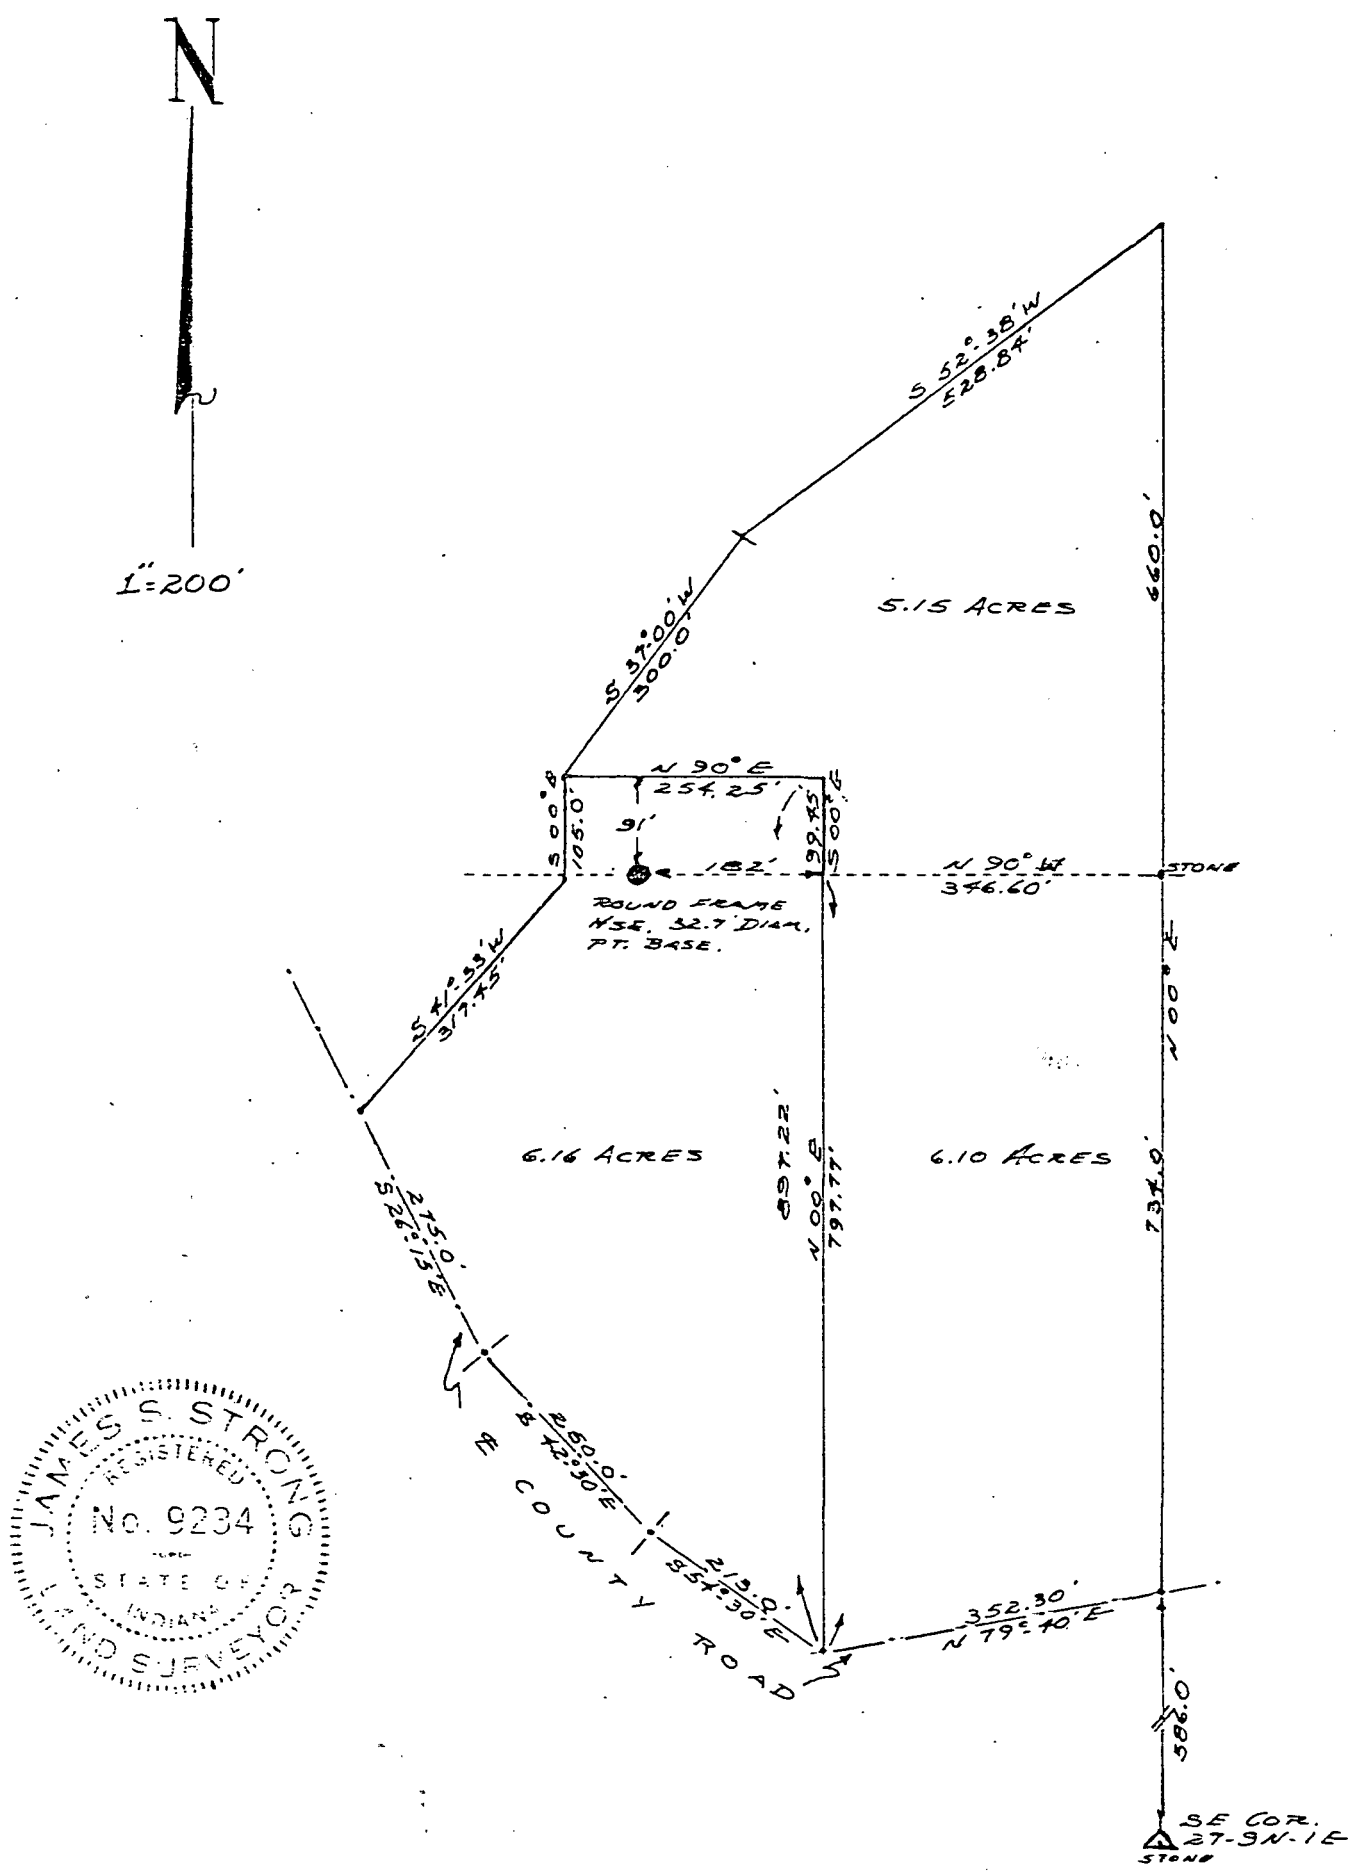 N
1"=200'
S 52°-38' W
528.84'
660.0'
S 37°-00' W
300.0'
5.15 ACRES
N 90° E
254.25'
S 00° E
105.0'
91'
99.45
S 00° E
182'
N 90° W
346.60'
STONE
ROUND FRAME
HSE. 32.7' DIAM.
PT. BASE.
S 41°-33' W
317.45'
N 00° E
734.0'
897.22'
N 00° E
797.77'
6.16 ACRES
6.10 ACRES
275.0'
S 26°-15' E
260.0'
S 42°-30' E
213.0'
S 54°-30' E
COUNTY ROAD
352.30'
N 79°-40' E
586.0'
SE COR.
27-9N-1E
STONE
JAMES S. STRONG
REGISTERED
No. 9234
STATE OF
INDIANA
LAND SURVEYOR